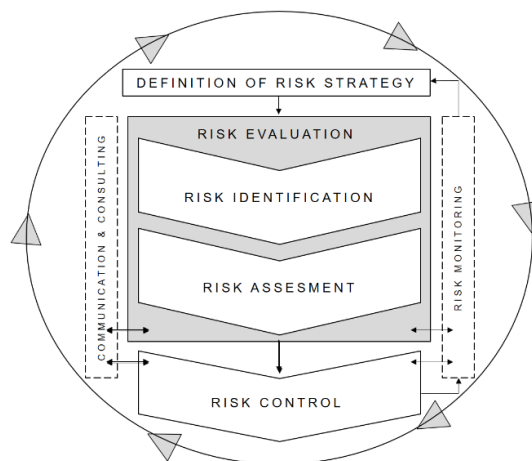 DEFINITION OF RISK STRATEGY
RISK EVALUATION
RISK IDENTIFICATION
RISK ASSESMENT
RISK CONTROL
COMMUNICATION & CONSULTING
RISK MONITORING